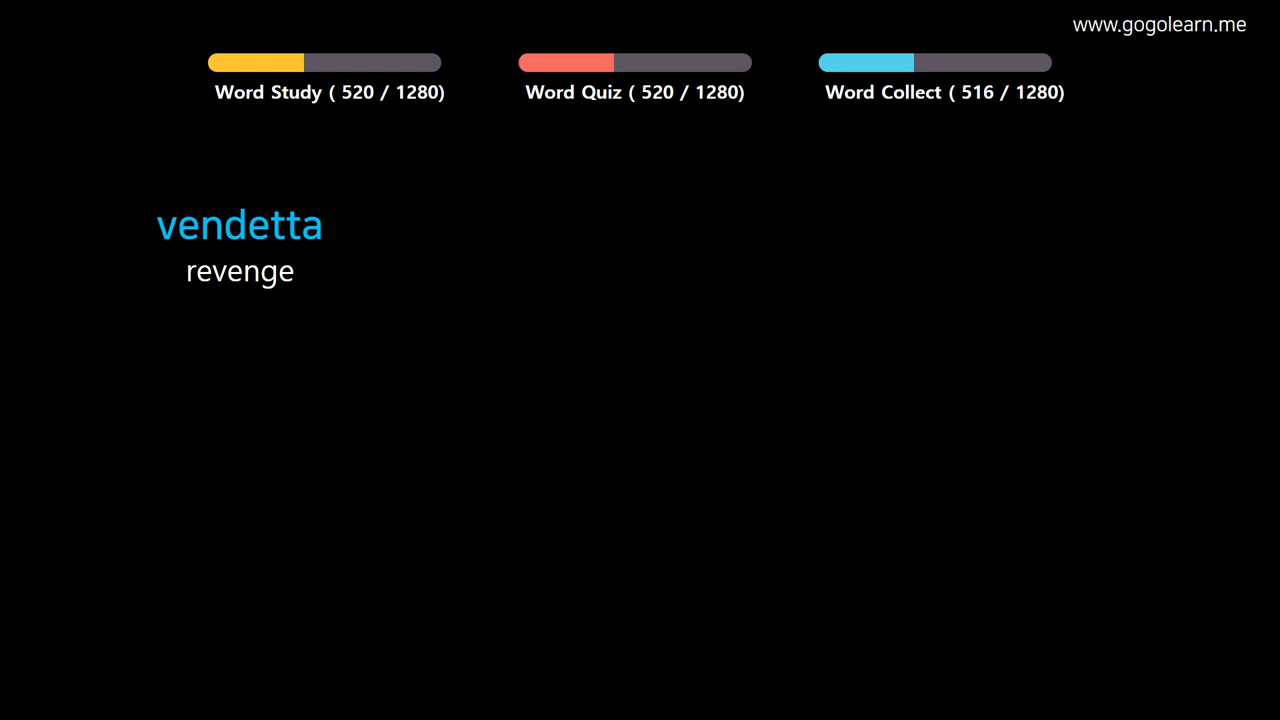 www.gogolearn.me
Word Study ( 520 / 1280)
Word Quiz ( 520 / 1280)
Word Collect ( 516 / 1280)
vendetta
revenge